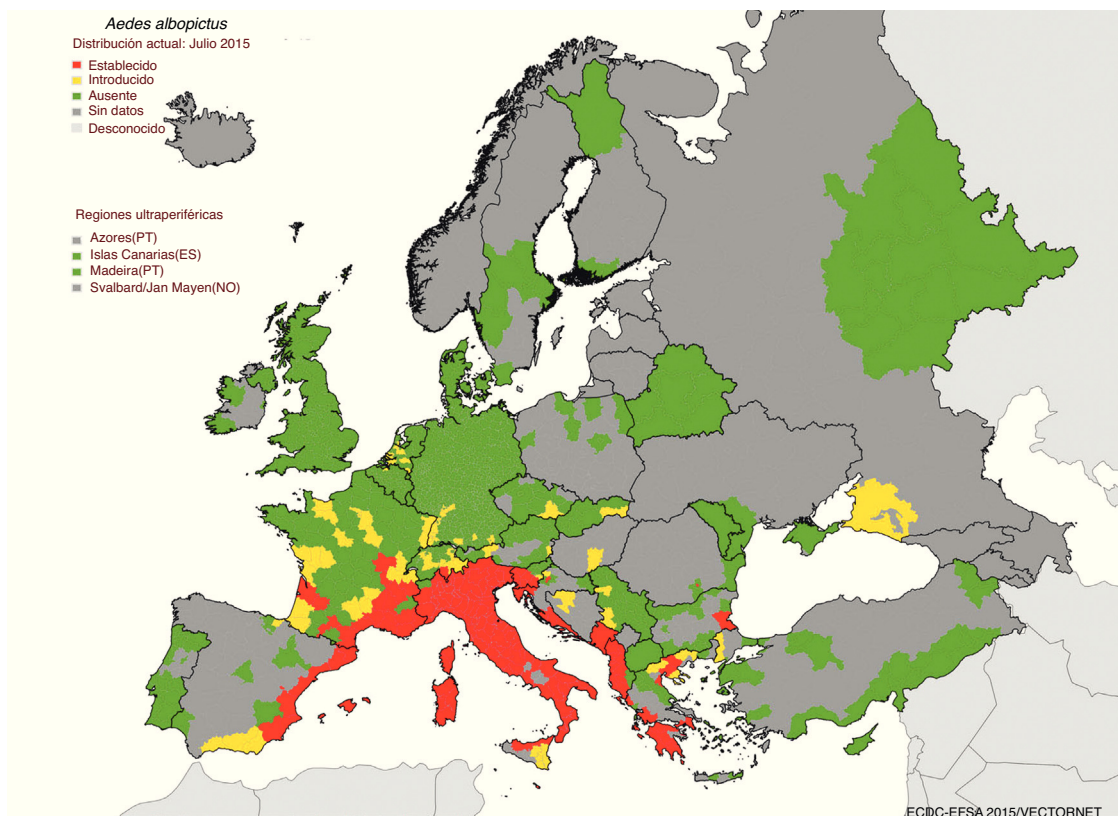 Aedes albopictus
Distribución actual: Julio 2015
Establecido
Introducido
Ausente
Sin datos
Desconocido
Regiones ultraperiféricas
Azores(PT)
Islas Canarias(ES)
Madeira(PT)
Svalbard/Jan Mayen(NO)
ECDC-EFSA 2015/VECTORNET